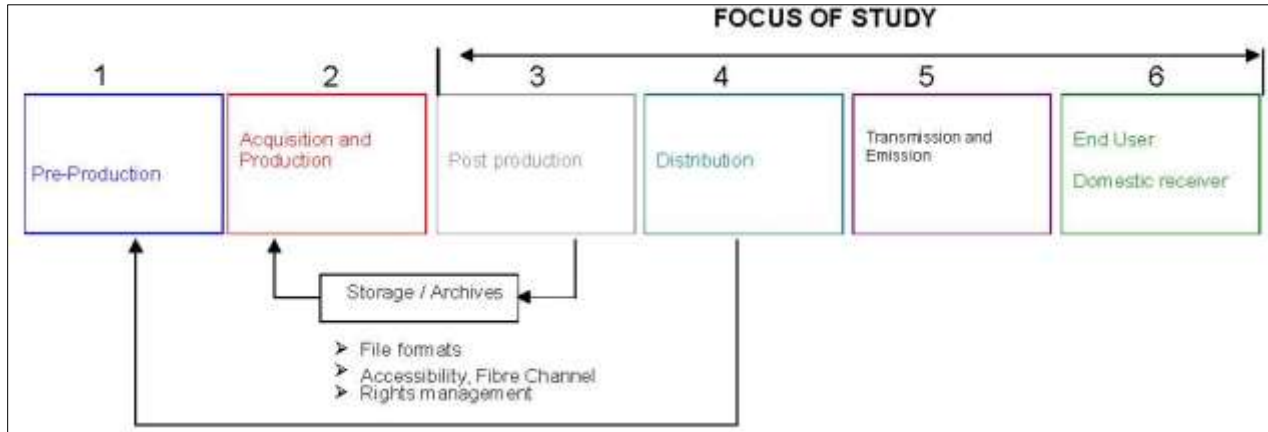 FOCUS OF STUDY
1 2 3 4 5 6
Pre-Production
Acquisition and
Production
Post production
Distribution
Transmission and
Emission
End User
Domestic receiver
Storage / Archives
➢ File formats
➢ Accessibility, Fibre Channel
➢ Rights management